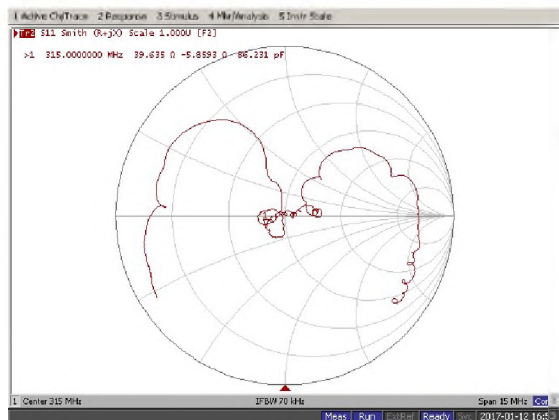 1 Active Ch/Trace 2 Response 3 Stimulus 4 Mkr/Analysis 5 Instr State
Tr2 S11 Smith (R+jX) Scale 1.000U [F2]
>1 315.0000000 MHz 39.635 Ω -5.8593 Ω 86.231 pF
1 Center 315 MHz IFBW 70 kHz Span 15 MHz
Meas Run ExtRef Ready Svc 2017-01-12 16: